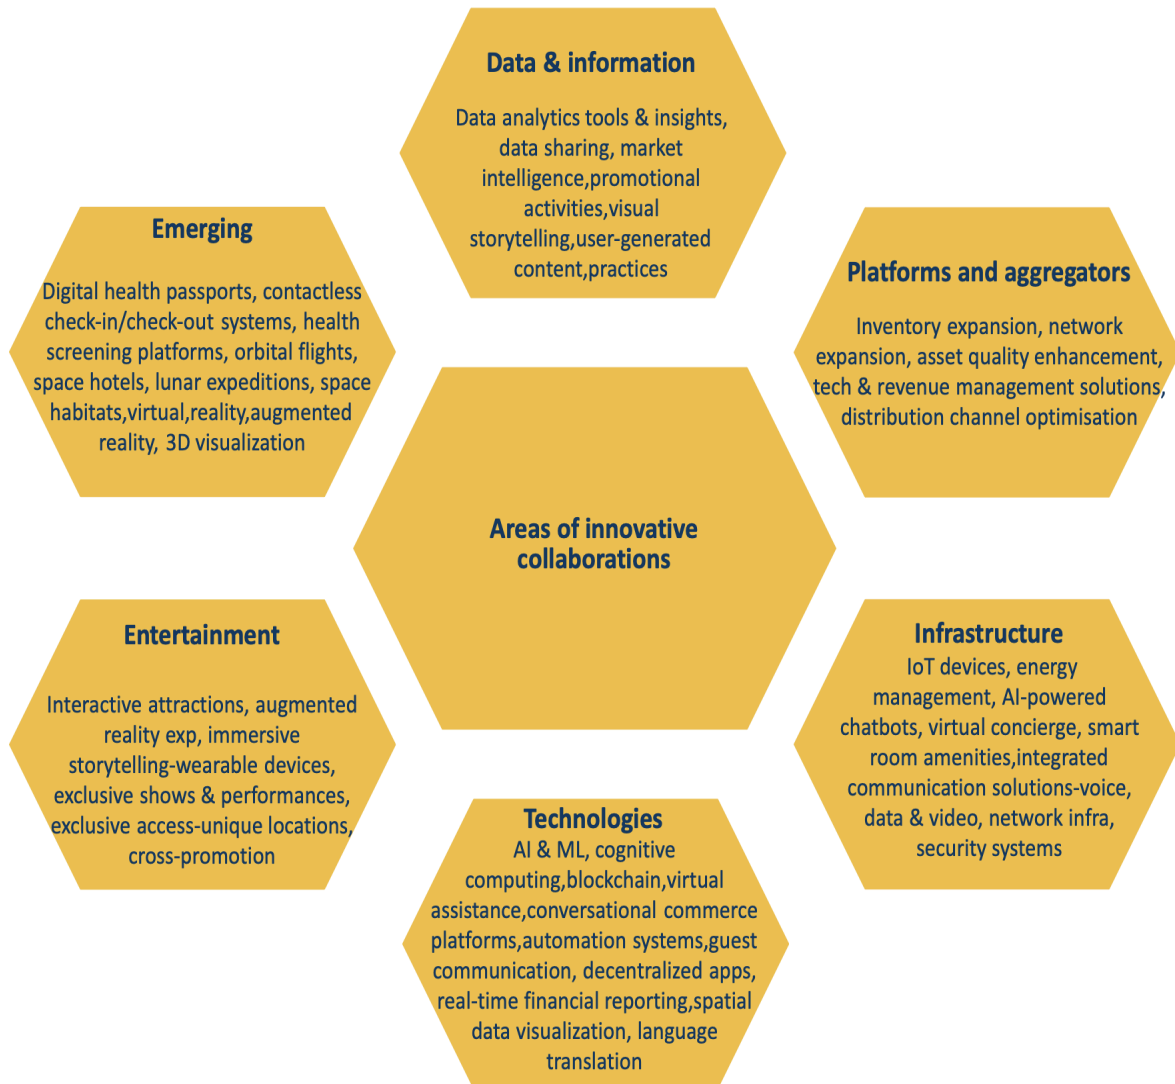 Data & information
Data analytics tools & insights,
data sharing, market
intelligence,promotional
activities,visual
storytelling,user-generated
content,practices
Emerging
Digital health passports, contactless
check-in/check-out systems, health
screening platforms, orbital flights,
space hotels, lunar expeditions, space
habitats,virtual,reality,augmented
reality, 3D visualization
Platforms and aggregators
Inventory expansion, network
expansion, asset quality enhancement,
tech & revenue management solutions,
distribution channel optimisation
Areas of innovative
collaborations
Entertainment
Interactive attractions, augmented
reality exp, immersive
storytelling-wearable devices,
exclusive shows & performances,
exclusive access-unique locations,
cross-promotion
Infrastructure
IoT devices, energy
management, AI-powered
chatbots, virtual concierge, smart
room amenities,integrated
communication solutions-voice,
data & video, network infra,
security systems
Technologies
AI & ML, cognitive
computing,blockchain,virtual
assistance,conversational commerce
platforms,automation systems,guest
communication, decentralized apps,
real-time financial reporting,spatial
data visualization, language
translation